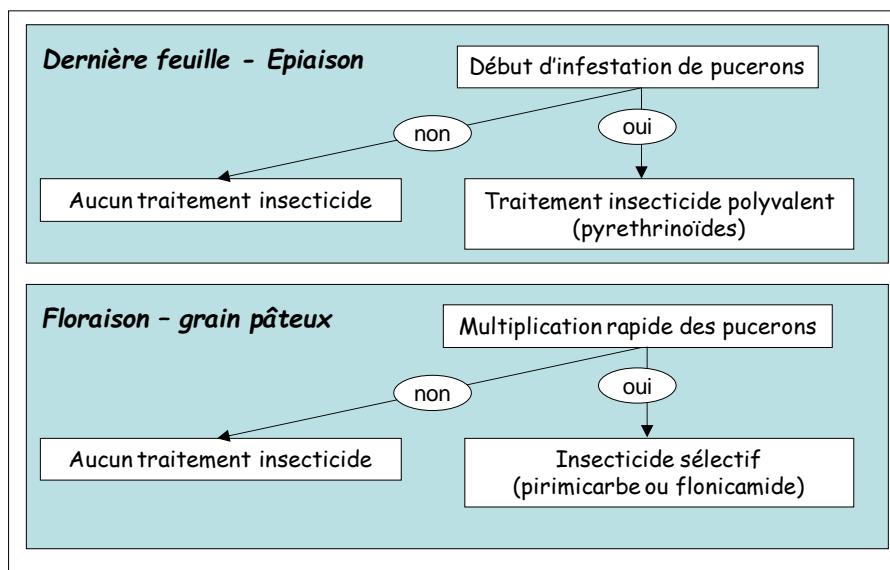 Dernière feuille - Epiaison
Début d'infestation de pucerons
non
oui
Aucun traitement insecticide
Traitement insecticide polyvalent
(pyrethrinoïdes)
Floraison – grain pâteux
Multiplication rapide des pucerons
non
oui
Aucun traitement insecticide
Insecticide sélectif
(pirimicarbe ou flonicamide)